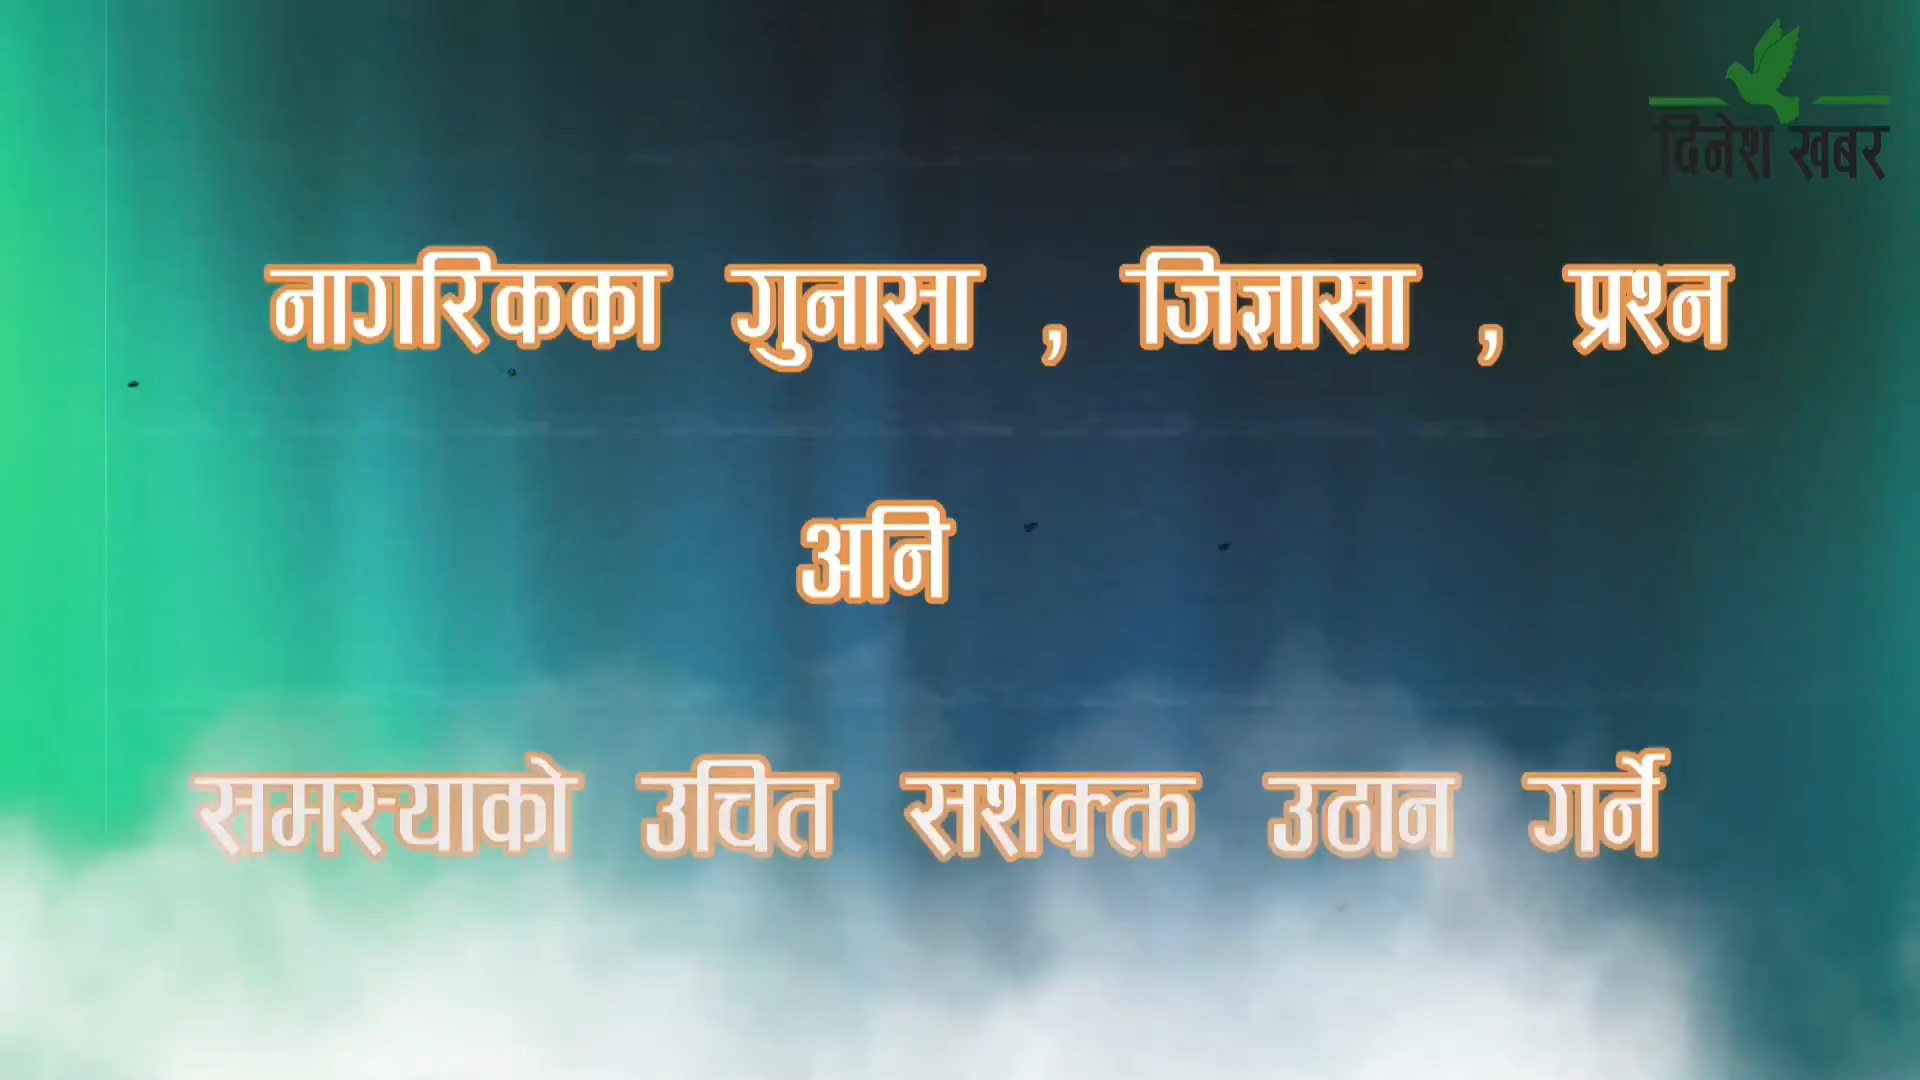 दिनेश खबर
नागरिकका गुनासा , जिज्ञासा , प्रश्न
अनि
समस्याको उचित सशक्त उठान गर्ने